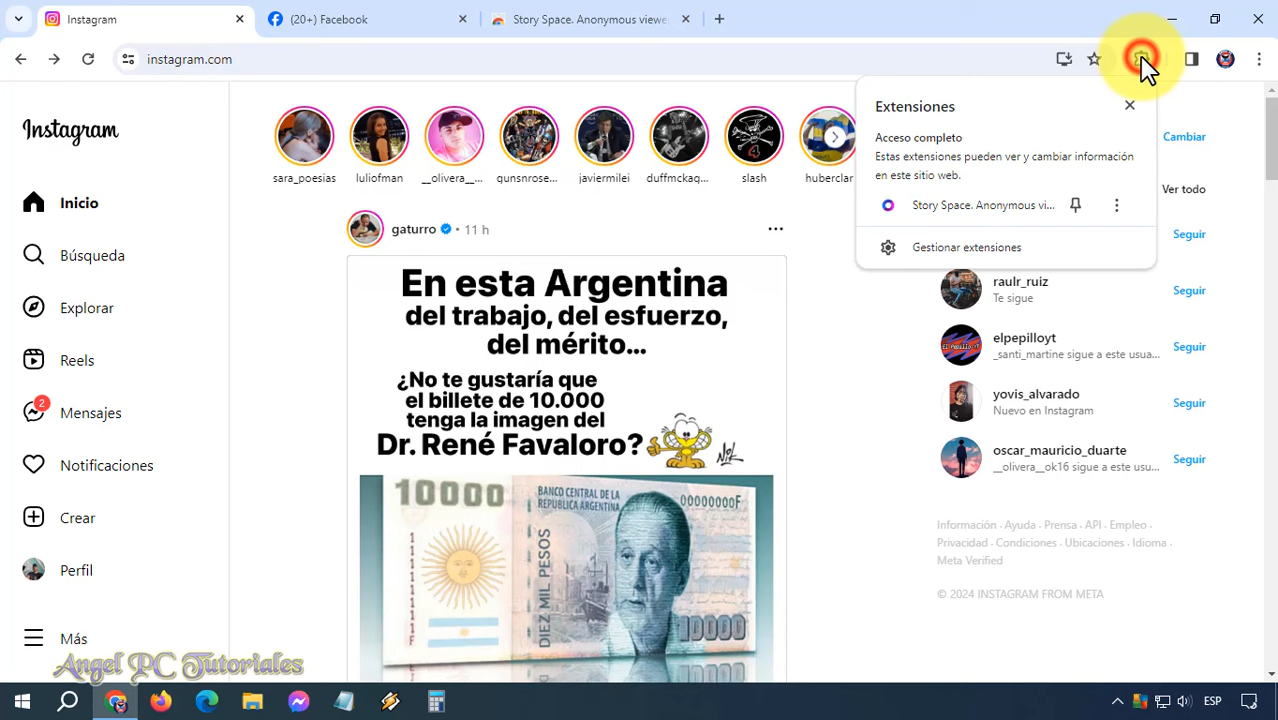 Instagram
(20+) Facebook
Story Space. Anonymous viewe
instagram.com
Extensiones
Acceso completo
Estas extensiones pueden ver y cambiar información
en este sitio web.
Story Space. Anonymous vi...
Gestionar extensiones
Cambiar
Ver todo
Seguir
raulr_ruiz
Te sigue
Seguir
elpepilloyt
_santi_martine sigue a este usua...
Seguir
yovis_alvarado
Nuevo en Instagram
Seguir
oscar_mauricio_duarte
__olivera__ok16 sigue a este usu...
Seguir
Información · Ayuda · Prensa · API · Empleo ·
Privacidad · Condiciones · Ubicaciones · Idioma ·
Meta Verified
© 2024 INSTAGRAM FROM META
Instagram
Inicio
Búsqueda
Explorar
Reels
2
Mensajes
Notificaciones
Crear
Perfil
Más
sara_poesias
luliofman
__olivera__...
gunsnrose...
javiermilei
duffmckag...
slash
huberclar
4
gaturro • 11 h
En esta Argentina
del trabajo, del esfuerzo,
del mérito...
¿No te gustaría que
el billete de 10.000
tenga la imagen del
Dr. René Favaloro?
NIK
10000
BANCO CENTRAL DE LA
REPUBLICA ARGENTINA
00000000F
DIEZ MIL PESOS
10000
Angel PC Tutoriales
ESP